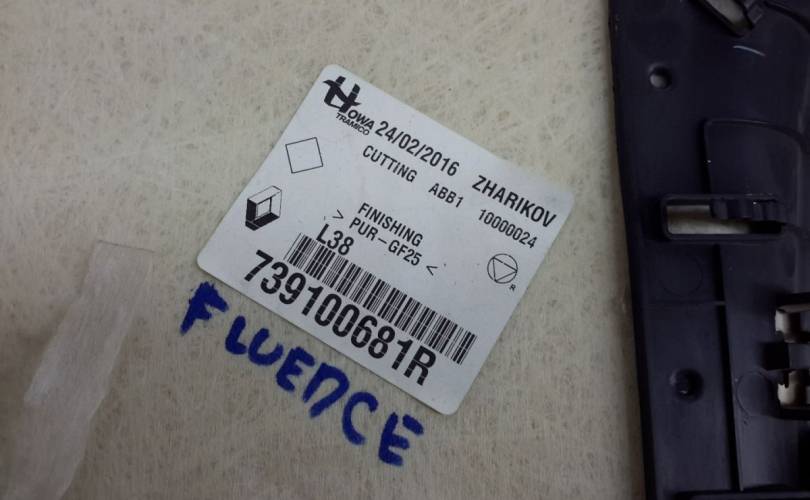 HOWA
TRAMICO
24/02/2016 ZHARIKOV
CUTTING ABB1 10000024
FINISHING
> PUR-GF25 <
L38
R
739100681R
FLUENCE